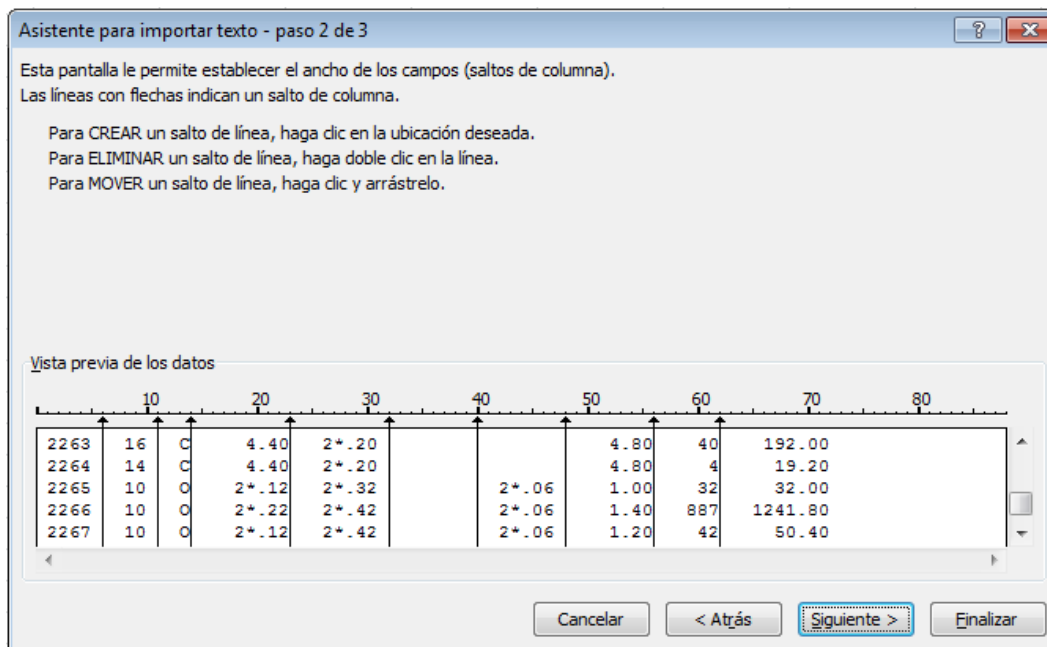 Asistente para importar texto - paso 2 de 3
Esta pantalla le permite establecer el ancho de los campos (saltos de columna).
Las líneas con flechas indican un salto de columna.
Para CREAR un salto de línea, haga clic en la ubicación deseada.
Para ELIMINAR un salto de línea, haga doble clic en la línea.
Para MOVER un salto de línea, haga clic y arrástrelo.
Vista previa de los datos
10 20 30 40 50 60 70 80
2263 16 C 4.40 2*.20 4.80 40 192.00
2264 14 C 4.40 2*.20 4.80 4 19.20
2265 10 O 2*.12 2*.32 2*.06 1.00 32 32.00
2266 10 O 2*.22 2*.42 2*.06 1.40 887 1241.80
2267 10 O 2*.12 2*.42 2*.06 1.20 42 50.40
Cancelar < Atrás Siguiente > Finalizar